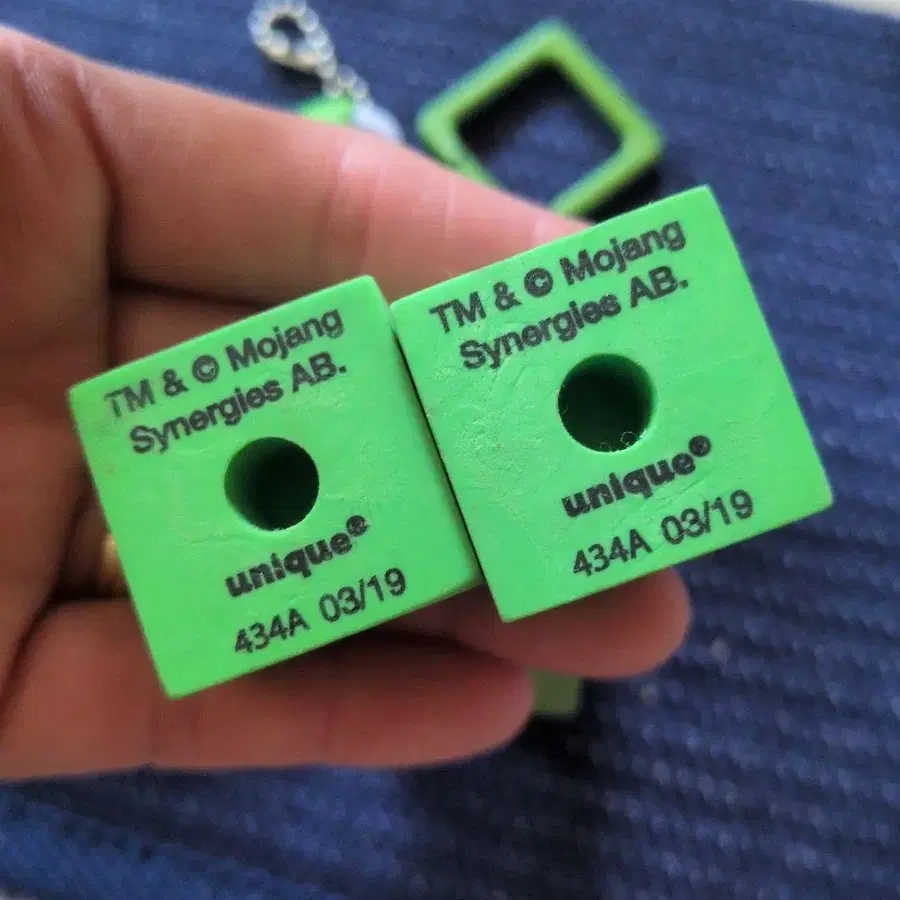 TM & © Mojang
Synergies AB.
unique®
434A 03/19
TM & © Mojang
Synergies AB.
unique®
434A 03/19